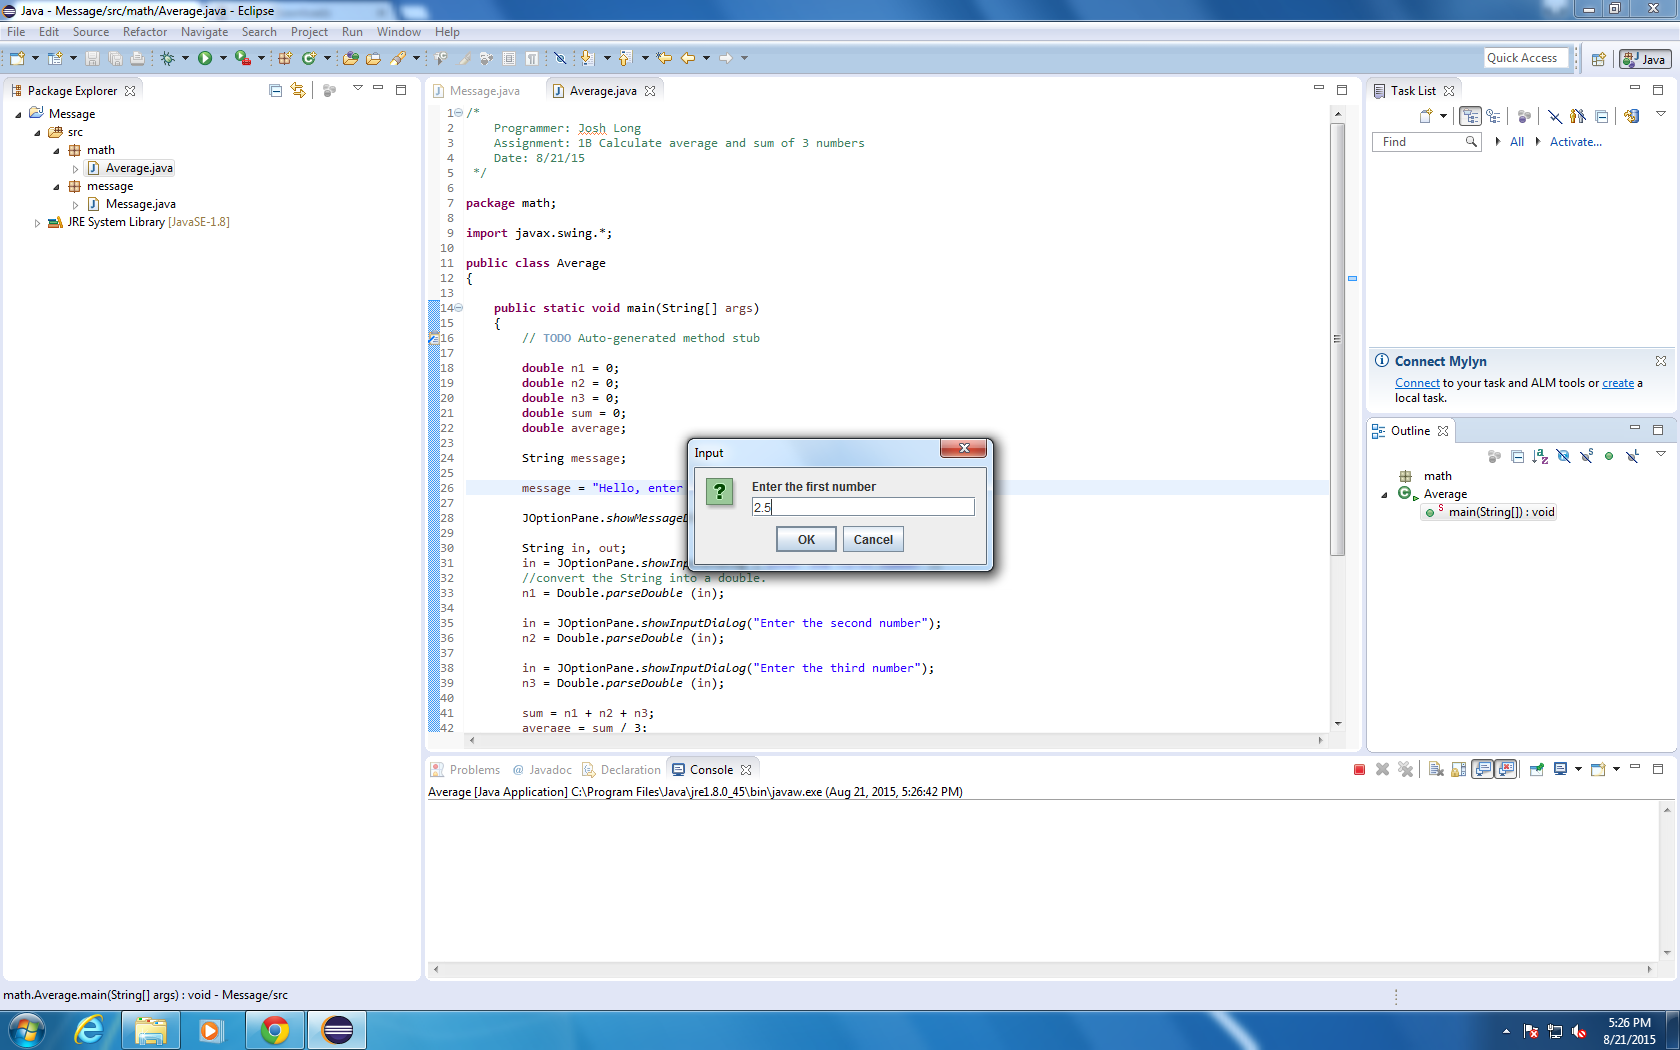 Java - Message/src/math/Average.java - Eclipse
File Edit Source Refactor Navigate Search Project Run Window Help
Quick Access
Java
Package Explorer
Message
src
math
Average.java
message
Message.java
JRE System Library [JavaSE-1.8]
Message.java
Average.java
1 /*
2 Programmer: Josh Long
3 Assignment: 1B Calculate average and sum of 3 numbers
4 Date: 8/21/15
5 */
6
7 package math;
8
9 import javax.swing.*;
10
11 public class Average
12 {
13
14 public static void main(String[] args)
15 {
16 // TODO Auto-generated method stub
17
18 double n1 = 0;
19 double n2 = 0;
20 double n3 = 0;
21 double sum = 0;
22 double average;
23
24 String message;
25
26 message = "Hello, enter
27
28 JOptionPane.showMessageD
29
30 String in, out;
31 in = JOptionPane.showInp
32 //convert the String into a double.
33 n1 = Double.parseDouble (in);
34
35 in = JOptionPane.showInputDialog("Enter the second number");
36 n2 = Double.parseDouble (in);
37
38 in = JOptionPane.showInputDialog("Enter the third number");
39 n3 = Double.parseDouble (in);
40
41 sum = n1 + n2 + n3;
42 average = sum / 3;
Input
Enter the first number
2.5
OK Cancel
Task List
Find
All
Activate...
Connect Mylyn
Connect to your task and ALM tools or create a
local task.
Outline
math
Average
main(String[]) : void
Problems @ Javadoc Declaration Console
Average [Java Application] C:\Program Files\Java\jre1.8.0_45\bin\javaw.exe (Aug 21, 2015, 5:26:42 PM)
math.Average.main(String[] args) : void - Message/src
5:26 PM
8/21/2015